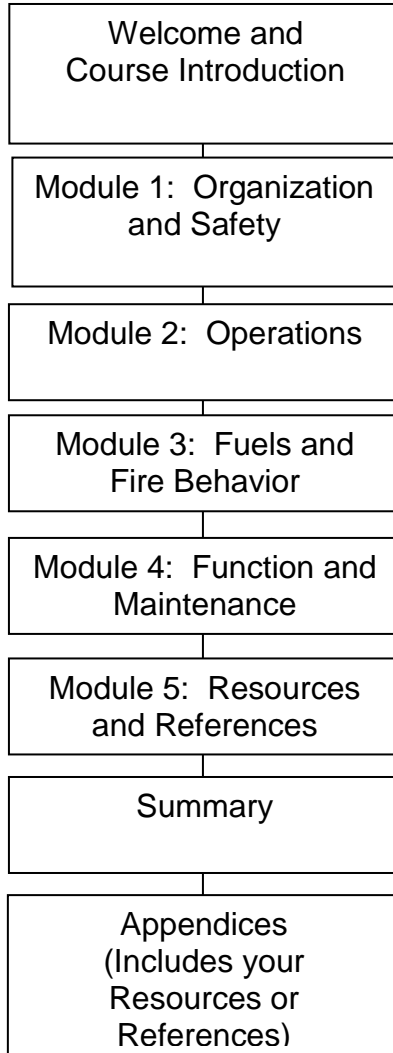 Welcome and
Course Introduction
Module 1:  Organization
and Safety
Module 2:  Operations
Module 3:  Fuels and
Fire Behavior
Module 4:  Function and
Maintenance
Module 5:  Resources
and References
Summary
Appendices
(Includes your
Resources or
References)